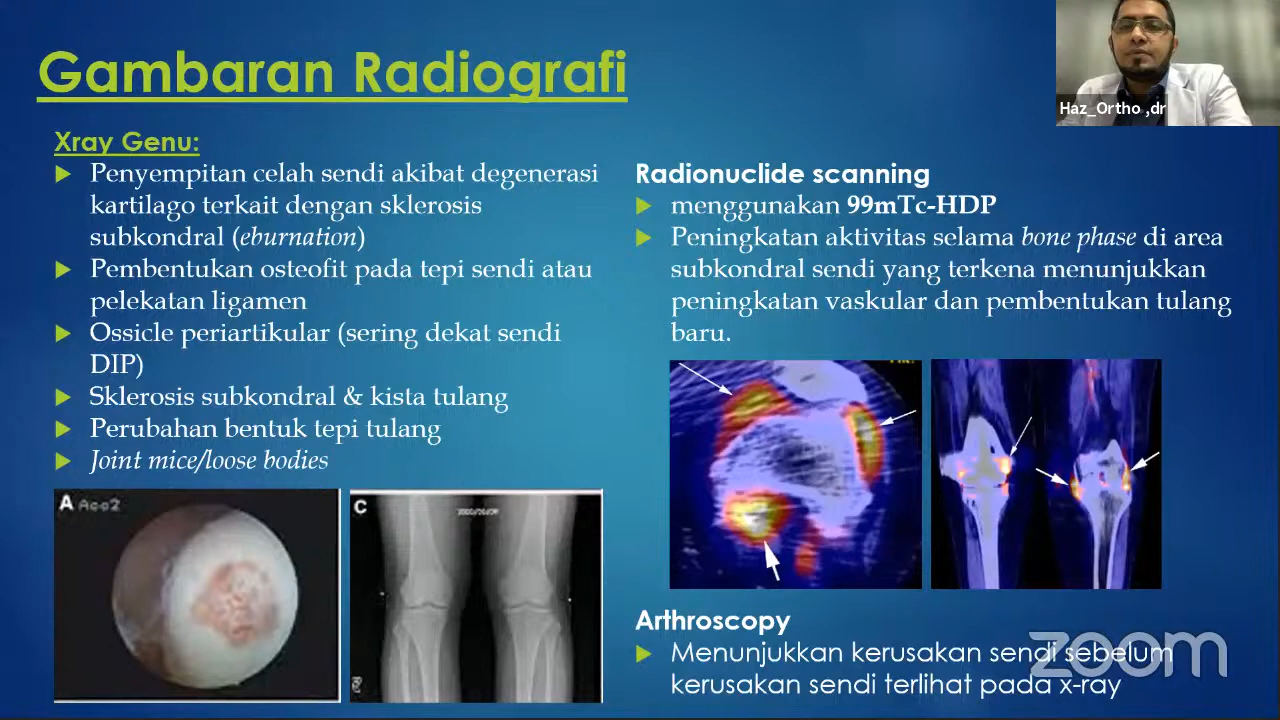 Gambaran Radiografi
Haz_Ortho ,dr
Xray Genu:
Penyempitan celah sendi akibat degenerasi
kartilago terkait dengan sklerosis
subkondral (eburnation)
Pembentukan osteofit pada tepi sendi atau
pelekatan ligamen
Ossicle periartikular (sering dekat sendi
DIP)
Sklerosis subkondral & kista tulang
Perubahan bentuk tepi tulang
Joint mice/loose bodies
A
C
Radionuclide scanning
menggunakan 99mTc-HDP
Peningkatan aktivitas selama bone phase di area
subkondral sendi yang terkena menunjukkan
peningkatan vaskular dan pembentukan tulang
baru.
Arthroscopy
Menunjukkan kerusakan sendi sebelum
kerusakan sendi terlihat pada x-ray
zoom